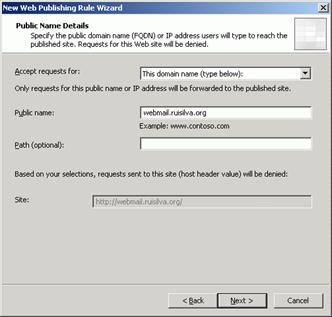 New Web Publishing Rule Wizard
Public Name Details
Specify the public domain name (FQDN) or IP address users will type to reach the
published site. Requests for this Web site will be denied.
Accept requests for:
This domain name (type below):
Only requests for this public name or IP address will be forwarded to the published site.
Public name:
webmail.ruisilva.org
Example: www.contoso.com
Path (optional):
Based on your selections, requests sent to this site (host header value) will be denied:
Site:
http://webmail.ruisilva.org/
< Back
Next >
Cancel